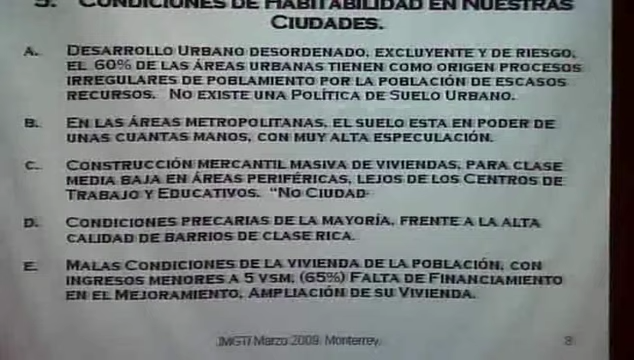 3. CONDICIONES DE HABITABILIDAD EN NUESTRAS
CIUDADES.
A. DESARROLLO URBANO DESORDENADO, EXCLUYENTE Y DE RIESGO,
EL 60% DE LAS ÁREAS URBANAS TIENEN COMO ORIGEN PROCESOS
IRREGULARES DE POBLAMIENTO POR LA POBLACIÓN DE ESCASOS
RECURSOS. NO EXISTE UNA POLÍTICA DE SUELO URBANO.
B. EN LAS ÁREAS METROPOLITANAS, EL SUELO ESTA EN PODER DE
UNAS CUANTAS MANOS, CON MUY ALTA ESPECULACIÓN.
C. CONSTRUCCIÓN MERCANTIL MASIVA DE VIVIENDAS, PARA CLASE
MEDIA BAJA EN ÁREAS PERIFÉRICAS, LEJOS DE LOS CENTROS DE
TRABAJO Y EDUCATIVOS. "NO CIUDAD"
D. CONDICIONES PRECARIAS DE LA MAYORÍA, FRENTE A LA ALTA
CALIDAD DE BARRIOS DE CLASE RICA.
E. MALAS CONDICIONES DE LA VIVIENDA DE LA POBLACIÓN, CON
INGRESOS MENORES A 5 VSM, (65%) FALTA DE FINANCIAMIENTO
EN EL MEJORAMIENTO, AMPLIACIÓN DE SU VIVIENDA.
JMGT/ Marzo 2009. Monterrey. 8